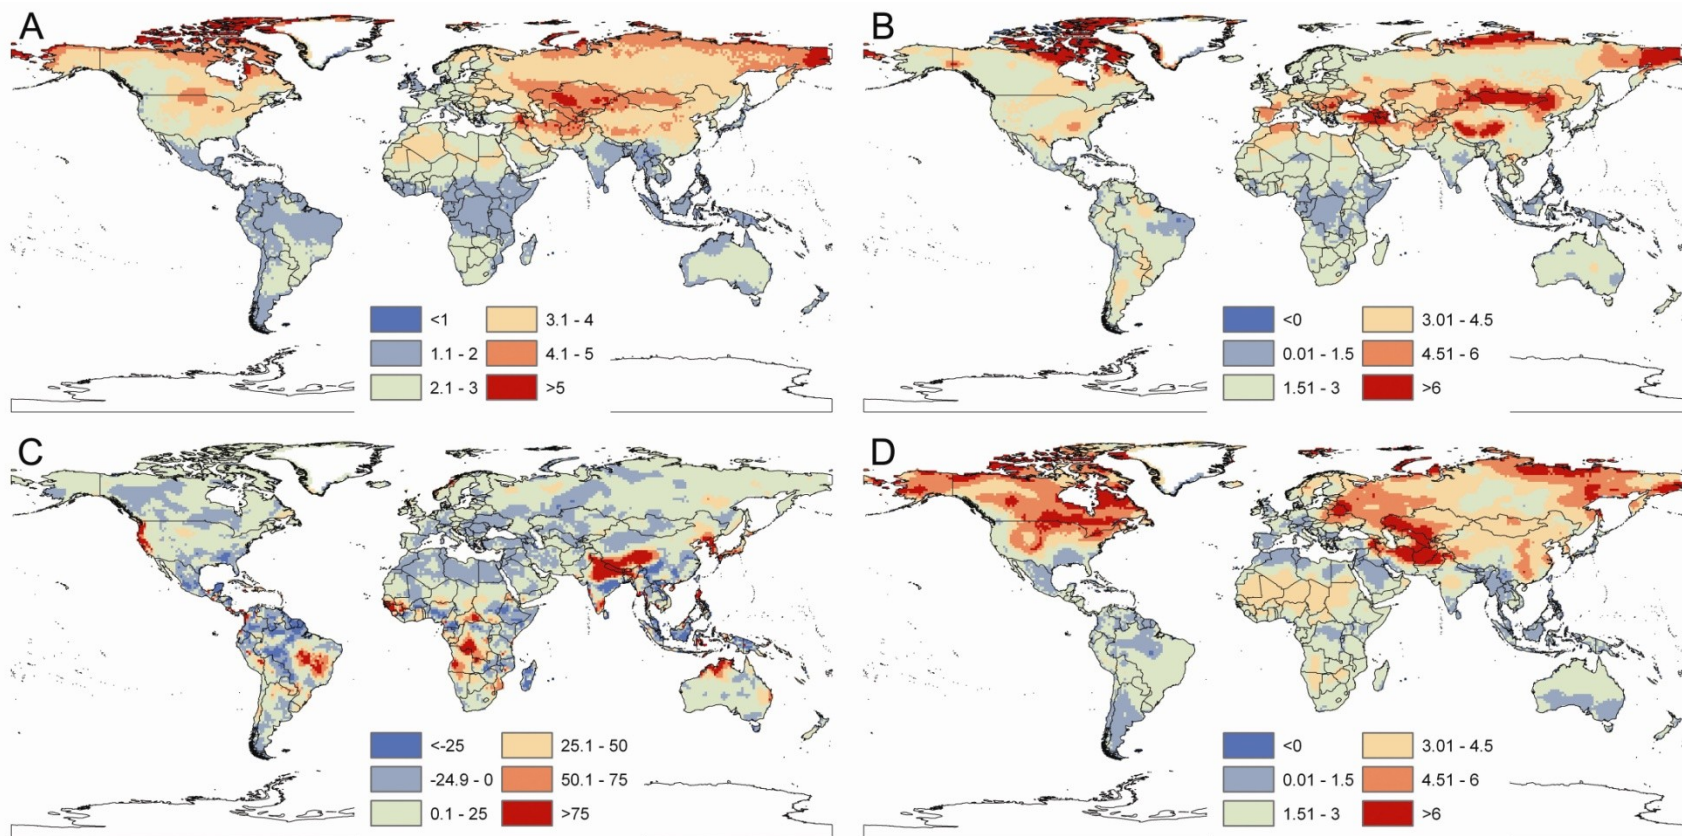 A
<1 3.1 - 4
1.1 - 2 4.1 - 5
2.1 - 3 >5
B
<0 3.01 - 4.5
0.01 - 1.5 4.51 - 6
1.51 - 3 >6
C
<-25 25.1 - 50
-24.9 - 0 50.1 - 75
0.1 - 25 >75
D
<0 3.01 - 4.5
0.01 - 1.5 4.51 - 6
1.51 - 3 >6